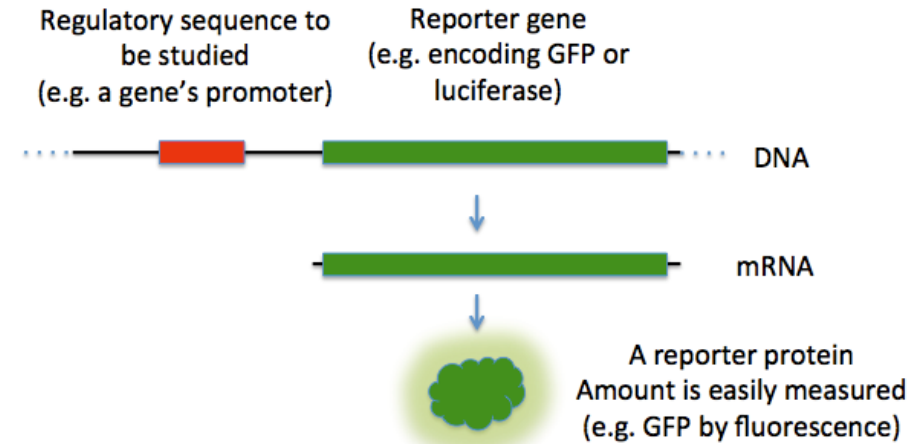 Regulatory sequence to
be studied
(e.g. a gene's promoter)
Reporter gene
(e.g. encoding GFP or
luciferase)
DNA
mRNA
A reporter protein
Amount is easily measured
(e.g. GFP by fluorescence)